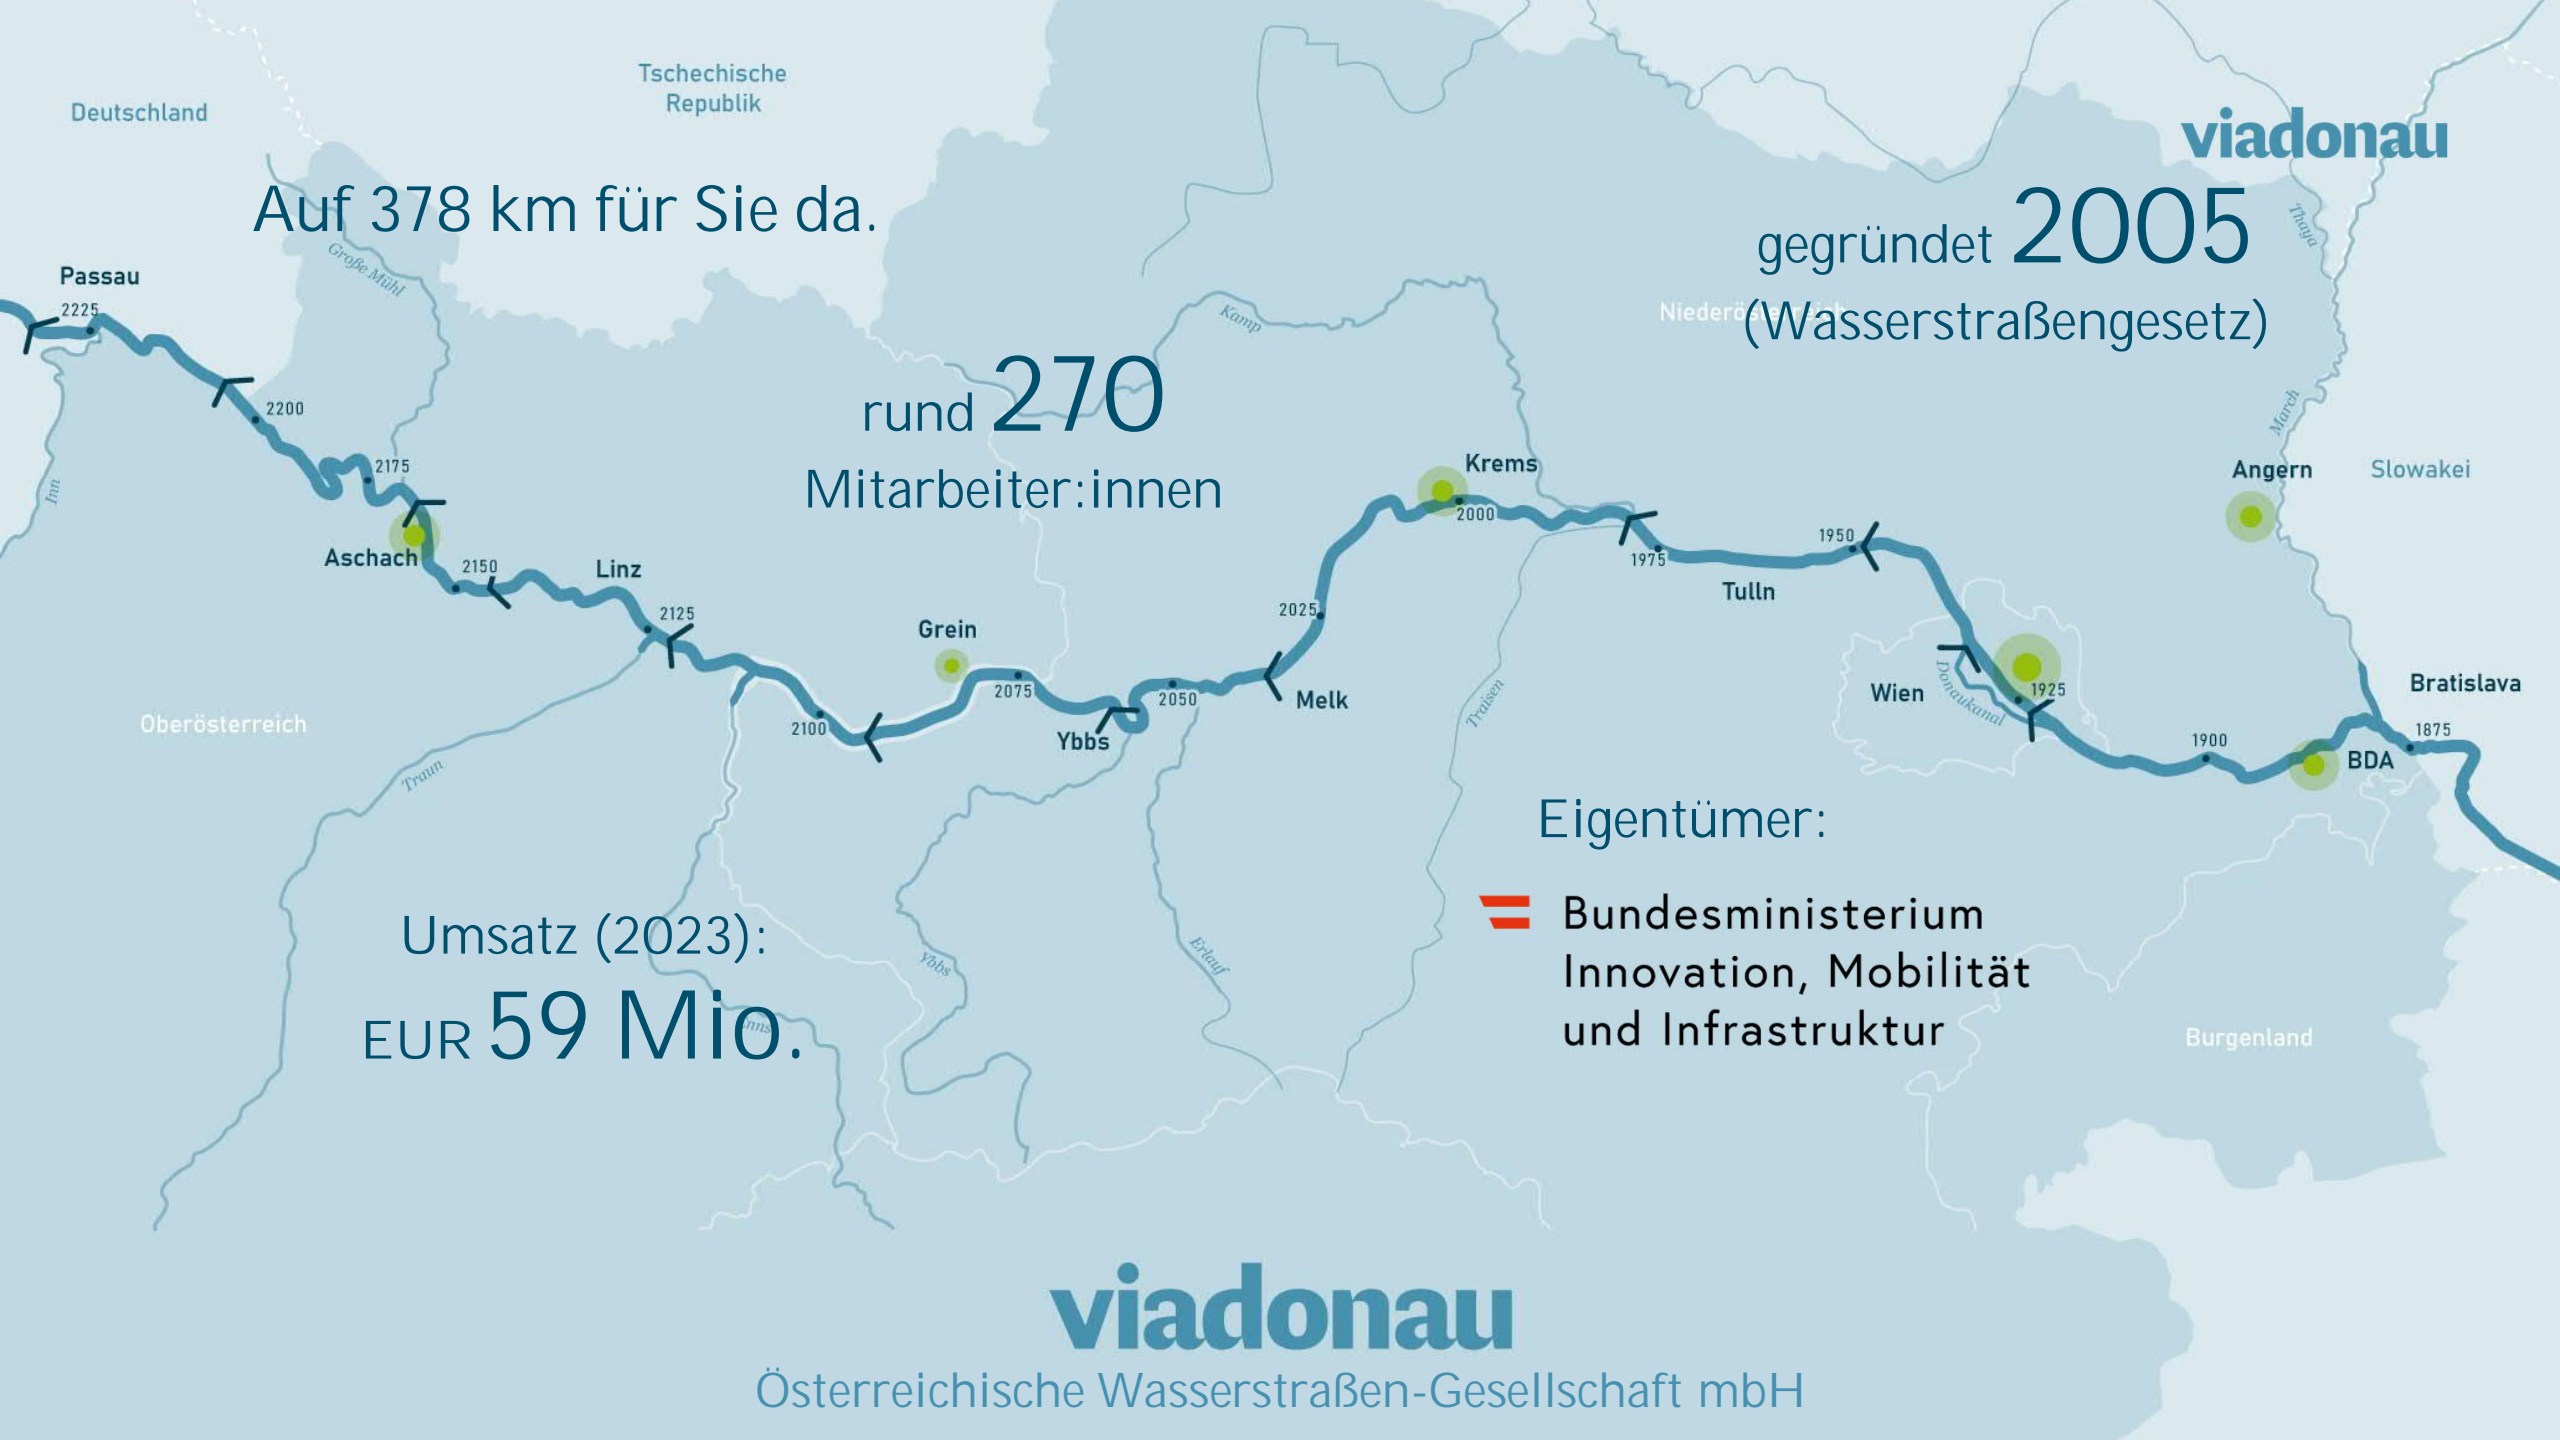 Tschechische
Republik
Deutschland
viadonau
Auf 378 km für Sie da.
gegründet 2005
(Wasserstraßengesetz)
Thaya
Große Mühl
Passau
2225
Kamp
Niederösterreich
rund 270
Mitarbeiter:innen
2200
March
2175
Krems
Angern
Slowakei
Inn
2000
1950
Aschach
2150
Linz
1975
Tulln
2125
2025
Grein
2075
2050
Melk
Traisen
Wien
Donaukanal
1925
Bratislava
Oberösterreich
2100
Ybbs
1900
1875
BDA
Traun
Eigentümer:
Bundesministerium
Innovation, Mobilität
und Infrastruktur
Umsatz (2023):
EUR 59 Mio.
Ybbs
Erlauf
Enns
Burgenland
viadonau
Österreichische Wasserstraßen-Gesellschaft mbH